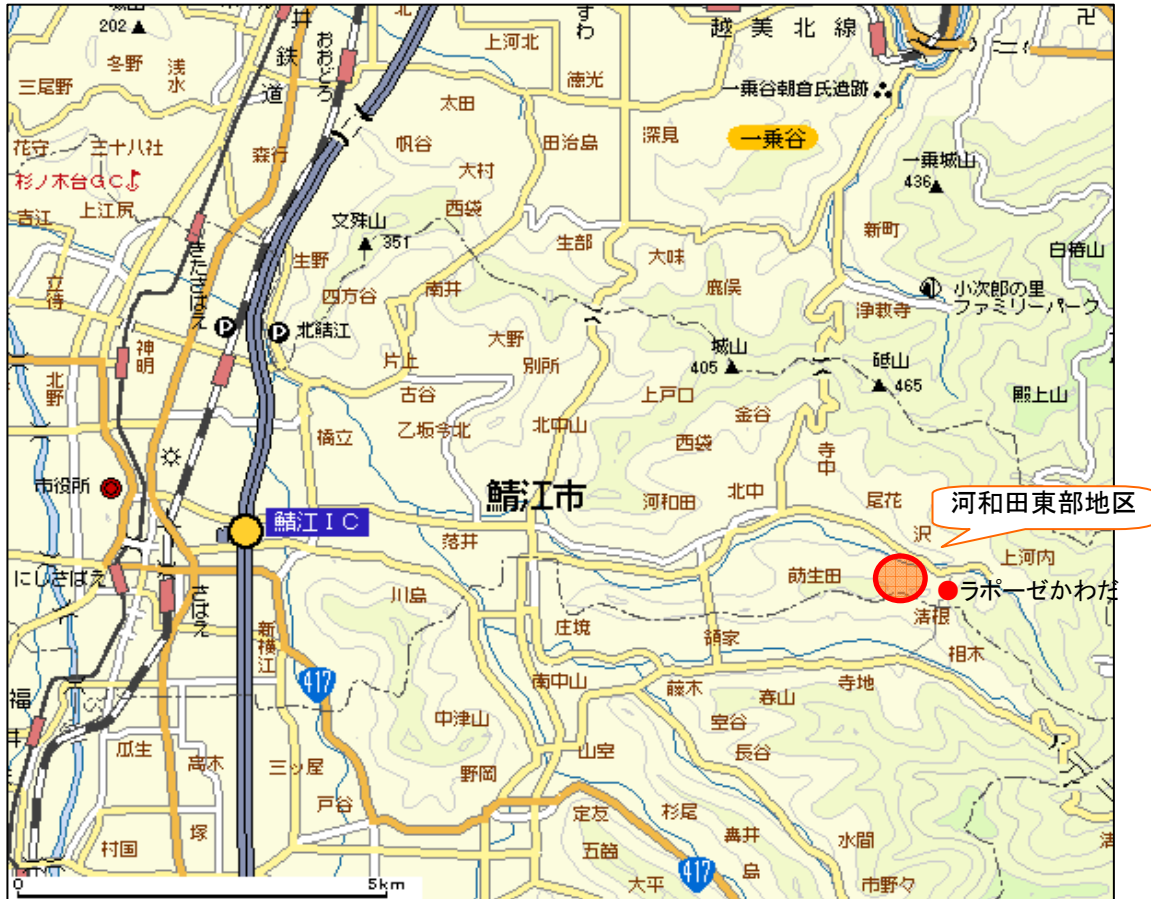 202
冬野
浅水
三尾野
鉄道
おおどろ
上河北
すわ
越美北線
卍
徳光
太田
帆谷
田治島
深見
一乗谷朝倉氏遺跡
一乗谷
花守
三十八社
森行
大村
一乗城山
436
杉ノ木台GC
吉江
上江尻
文殊山
351
西袋
生部
大味
新町
白椿山
きたさばえ
生野
四方谷
南井
鹿俣
小次郎の里
ファミリーパーク
浄教寺
立待
P
P
北鯖江
大野
別所
城山
405
砥山
465
神明
北野
片上
古谷
上戸口
殿上山
橋立
乙坂今北
北中山
西袋
金谷
寺中
市役所
鯖江市
河和田
北中
尾花
河和田東部地区
鯖江IC
落井
沢
上河内
にしさばえ
さばえ
川島
莇生田
ラポーゼかわだ
新横江
庄境
領家
清根
相木
417
南中山
藤木
春山
寺地
福
井
中津山
室谷
長谷
瓜生
高木
三ッ屋
野岡
山室
戸谷
定友
杉尾
村国
塚
五箇
轟井
島
水間
清
417
大平
市野々
0
5km